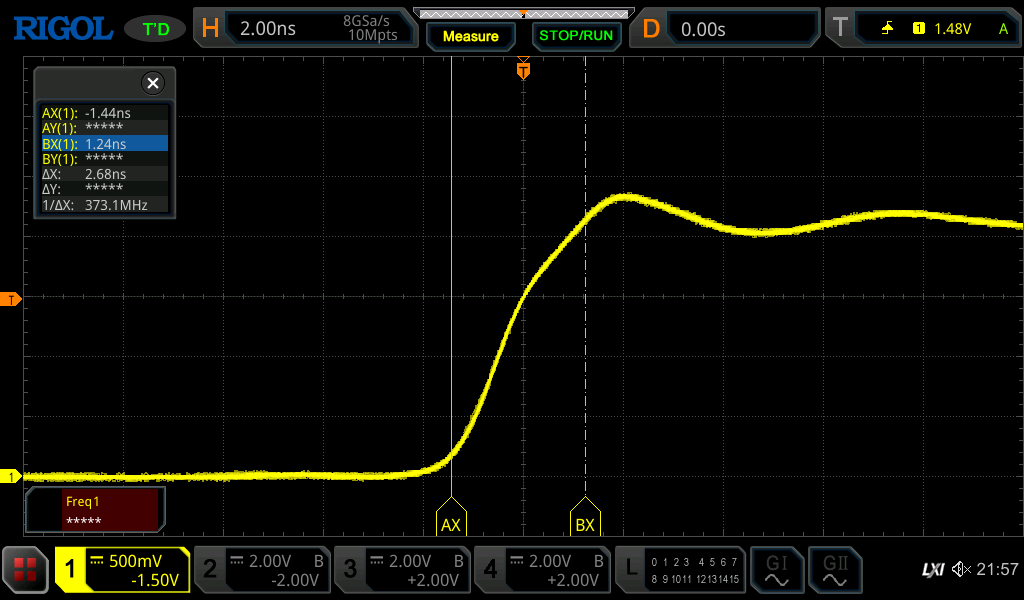 RIGOL T'D H 2.00ns 8GSa/s 10Mpts Measure STOP/RUN D 0.00s T 1 1.48V A
T
AX(1): -1.44ns
AY(1): *****
BX(1): 1.24ns
BY(1): *****
ΔX: 2.68ns
ΔY: *****
1/ΔX: 373.1MHz
T
1
Freq1
*****
AX BX
1 500mV -1.50V
2 2.00V B -2.00V
3 2.00V B +2.00V
4 2.00V B +2.00V
L 0 1 2 3 4 5 6 7
8 9 10 11 12 13 14 15
GI GII
LXI 21:57